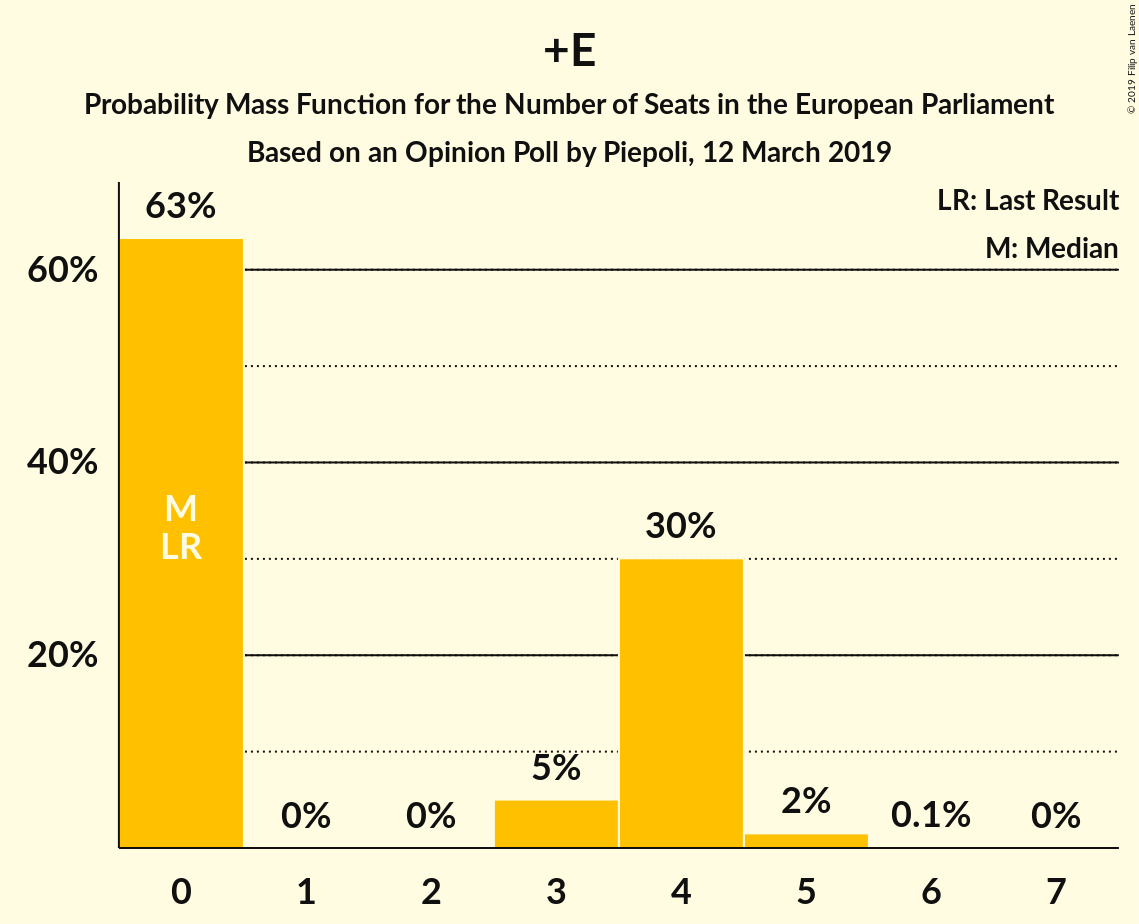 +E
Probability Mass Function for the Number of Seats in the European Parliament
Based on an Opinion Poll by Piepoli, 12 March 2019
© 2019 Filip van Laenen
LR: Last Result
M: Median
63%
60%
40%
20%
M
LR
0%
0%
5%
30%
2%
0.1%
0%
0 1 2 3 4 5 6 7